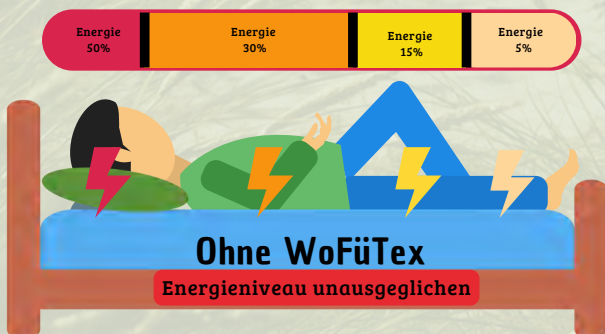 Energie
50%
Energie
30%
Energie
15%
Energie
5%
Ohne WoFüTex
Energieniveau unausgeglichen